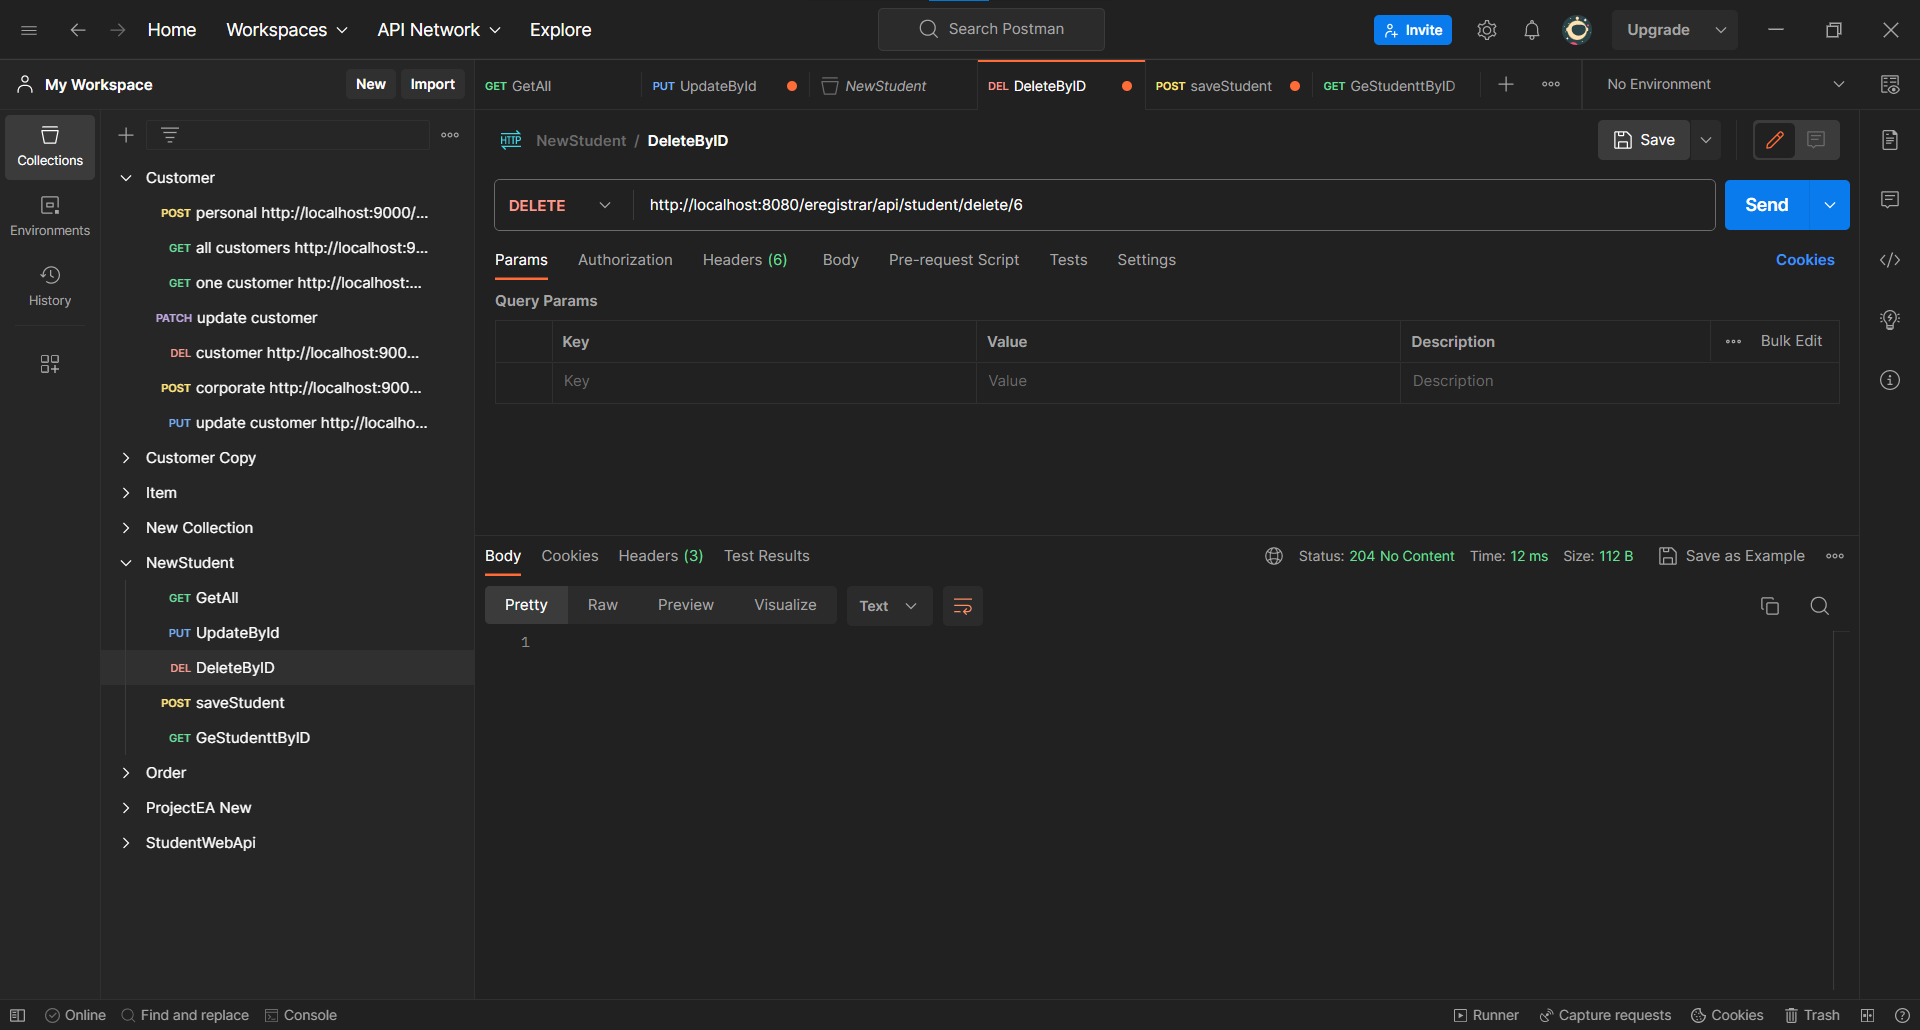 Home Workspaces API Network Explore Search Postman Invite Upgrade
My Workspace New Import GET GetAll PUT UpdateById NewStudent DEL DeleteByID POST saveStudent GET GeStudenttByID No Environment
Collections
Environments
History
Customer
POST personal http://localhost:9000/...
GET all customers http://localhost:9...
GET one customer http://localhost:...
PATCH update customer
DEL customer http://localhost:900...
POST corporate http://localhost:900...
PUT update customer http://localho...
Customer Copy
Item
New Collection
NewStudent
GET GetAll
PUT UpdateById
DEL DeleteByID
POST saveStudent
GET GeStudenttByID
Order
ProjectEA New
StudentWebApi
HTTP NewStudent / DeleteByID Save
DELETE http://localhost:8080/eregistrar/api/student/delete/6 Send
Params Authorization Headers (6) Body Pre-request Script Tests Settings Cookies
Query Params
Key Value Description Bulk Edit
Key Value Description
Body Cookies Headers (3) Test Results Status: 204 No Content Time: 12 ms Size: 112 B Save as Example
Pretty Raw Preview Visualize Text
1
Online Find and replace Console Runner Capture requests Cookies Trash